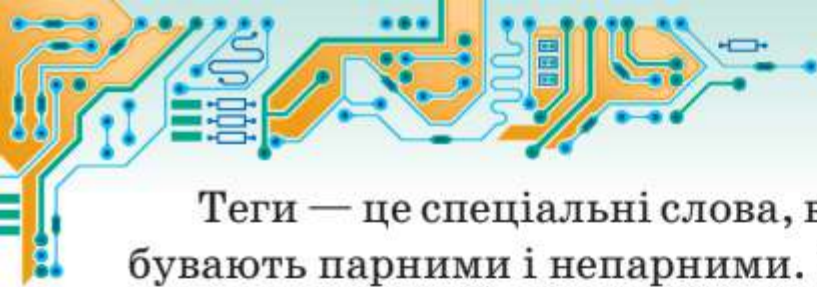 Теги — це спеціальні слова,
бувають парними і непарними.